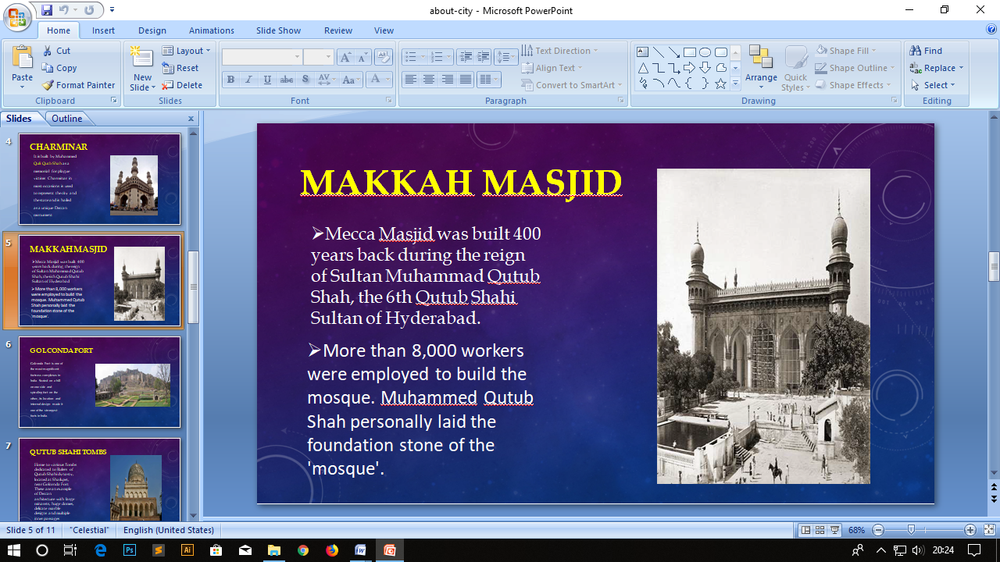 about-city - Microsoft PowerPoint
Home Insert Design Animations Slide Show Review View
Paste
Cut
Copy
Format Painter
Clipboard
New Slide
Layout
Reset
Delete
Slides
Font
Text Direction
Align Text
Convert to SmartArt
Paragraph
Arrange
Quick Styles
Shape Fill
Shape Outline
Shape Effects
Drawing
Find
Replace
Select
Editing
Slides Outline
4
CHARMINAR
It is built by Muhammed
Quli Qutb Shah as a
memorial for plague
victims Charminar in
most occasions is used
to represent the city and
the state and is hailed
as a unique Deccan
monument
5
MAKKAH MASJID
➢Mecca Masjid was built 400
years back during the reign
of Sultan Muhammad Qutub
Shah, the 6th Qutub Shahi
Sultan of Hyderabad
➢More than 8,000 workers
were employed to build the
mosque. Muhammed Qutub
Shah personally laid the
foundation stone of the
'mosque'.
6
GOLCONDA FORT
Golconda Fort is one of
the most magnificent
fortress complexes in
India. Seated on a hill
on one side and
spiraling fort on the
other, its location and
internal design made it
one of the strongest
forts in India.
7
QUTUB SHAHI TOMBS
Home to various Tombs
dedicated to Rulers of
Qutub Shahi dynasty,
located at Shaikpet,
near Golconda Fort.
These are an example
of Deccan
architecture with large
minarets, huge domes,
delicate marble
designs and multiple
inner passages
MAKKAH MASJID
➢Mecca Masjid was built 400
years back during the reign
of Sultan Muhammad Qutub
Shah, the 6th Qutub Shahi
Sultan of Hyderabad.
➢More than 8,000 workers
were employed to build the
mosque. Muhammed Qutub
Shah personally laid the
foundation stone of the
'mosque'.
Slide 5 of 11 "Celestial" English (United States) 68%
20:24